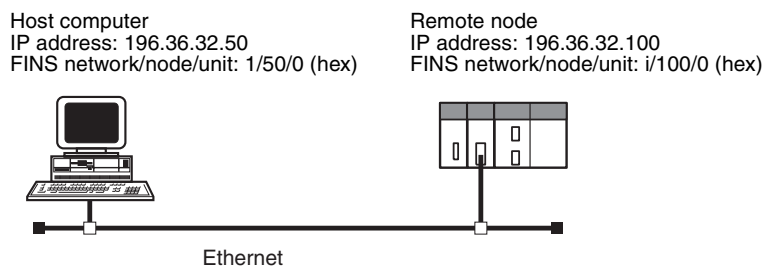 Host computer
IP address: 196.36.32.50
FINS network/node/unit: 1/50/0 (hex)
Remote node
IP address: 196.36.32.100
FINS network/node/unit: i/100/0 (hex)
Ethernet